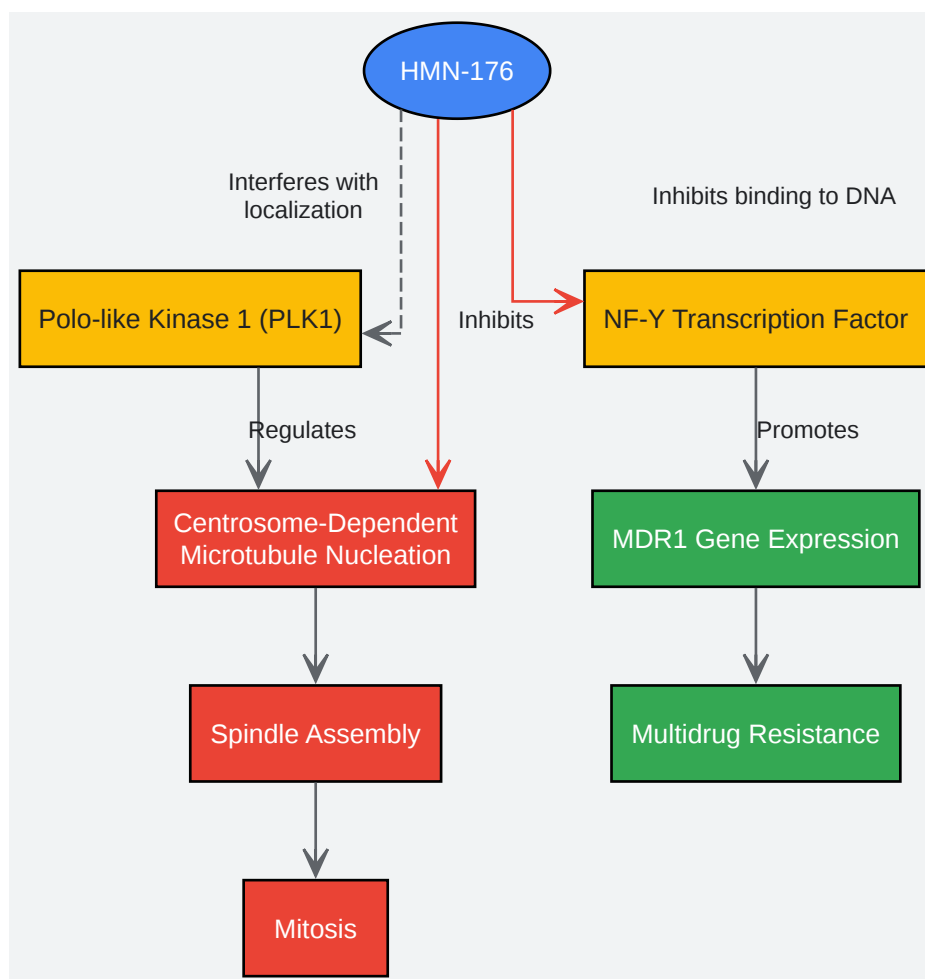 HMN-176
Interferes with
localization
Inhibits binding to DNA
Polo-like Kinase 1 (PLK1)
Inhibits
NF-Y Transcription Factor
Regulates
Promotes
Centrosome-Dependent
Microtubule Nucleation
MDR1 Gene Expression
Spindle Assembly
Multidrug Resistance
Mitosis